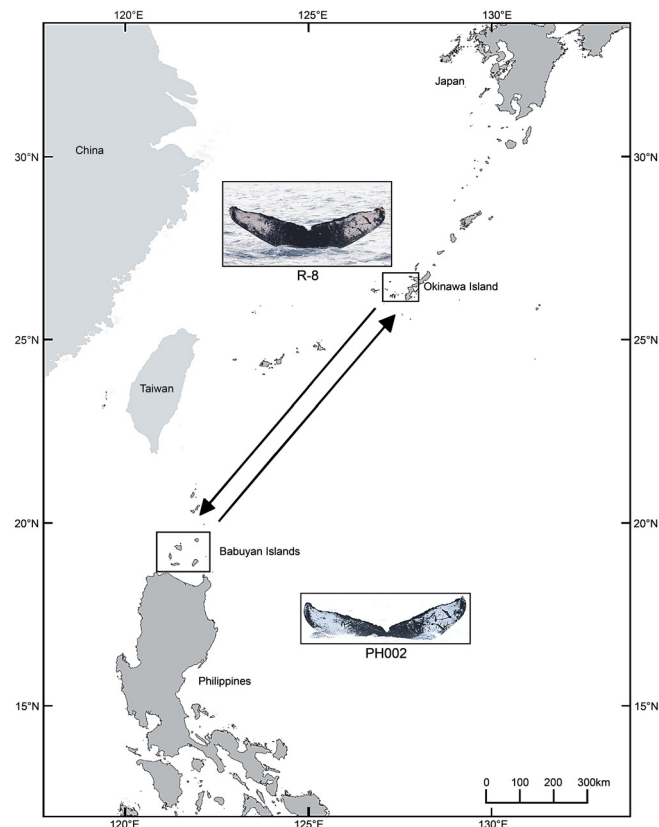 120°E 125°E 130°E
Japan
China
30°N 30°N
R-8
Okinawa Island
25°N 25°N
Taiwan
20°N 20°N
Babuyan Islands
PH002
Philippines
15°N 15°N
0 100 200 300km
120°E 125°E 130°E